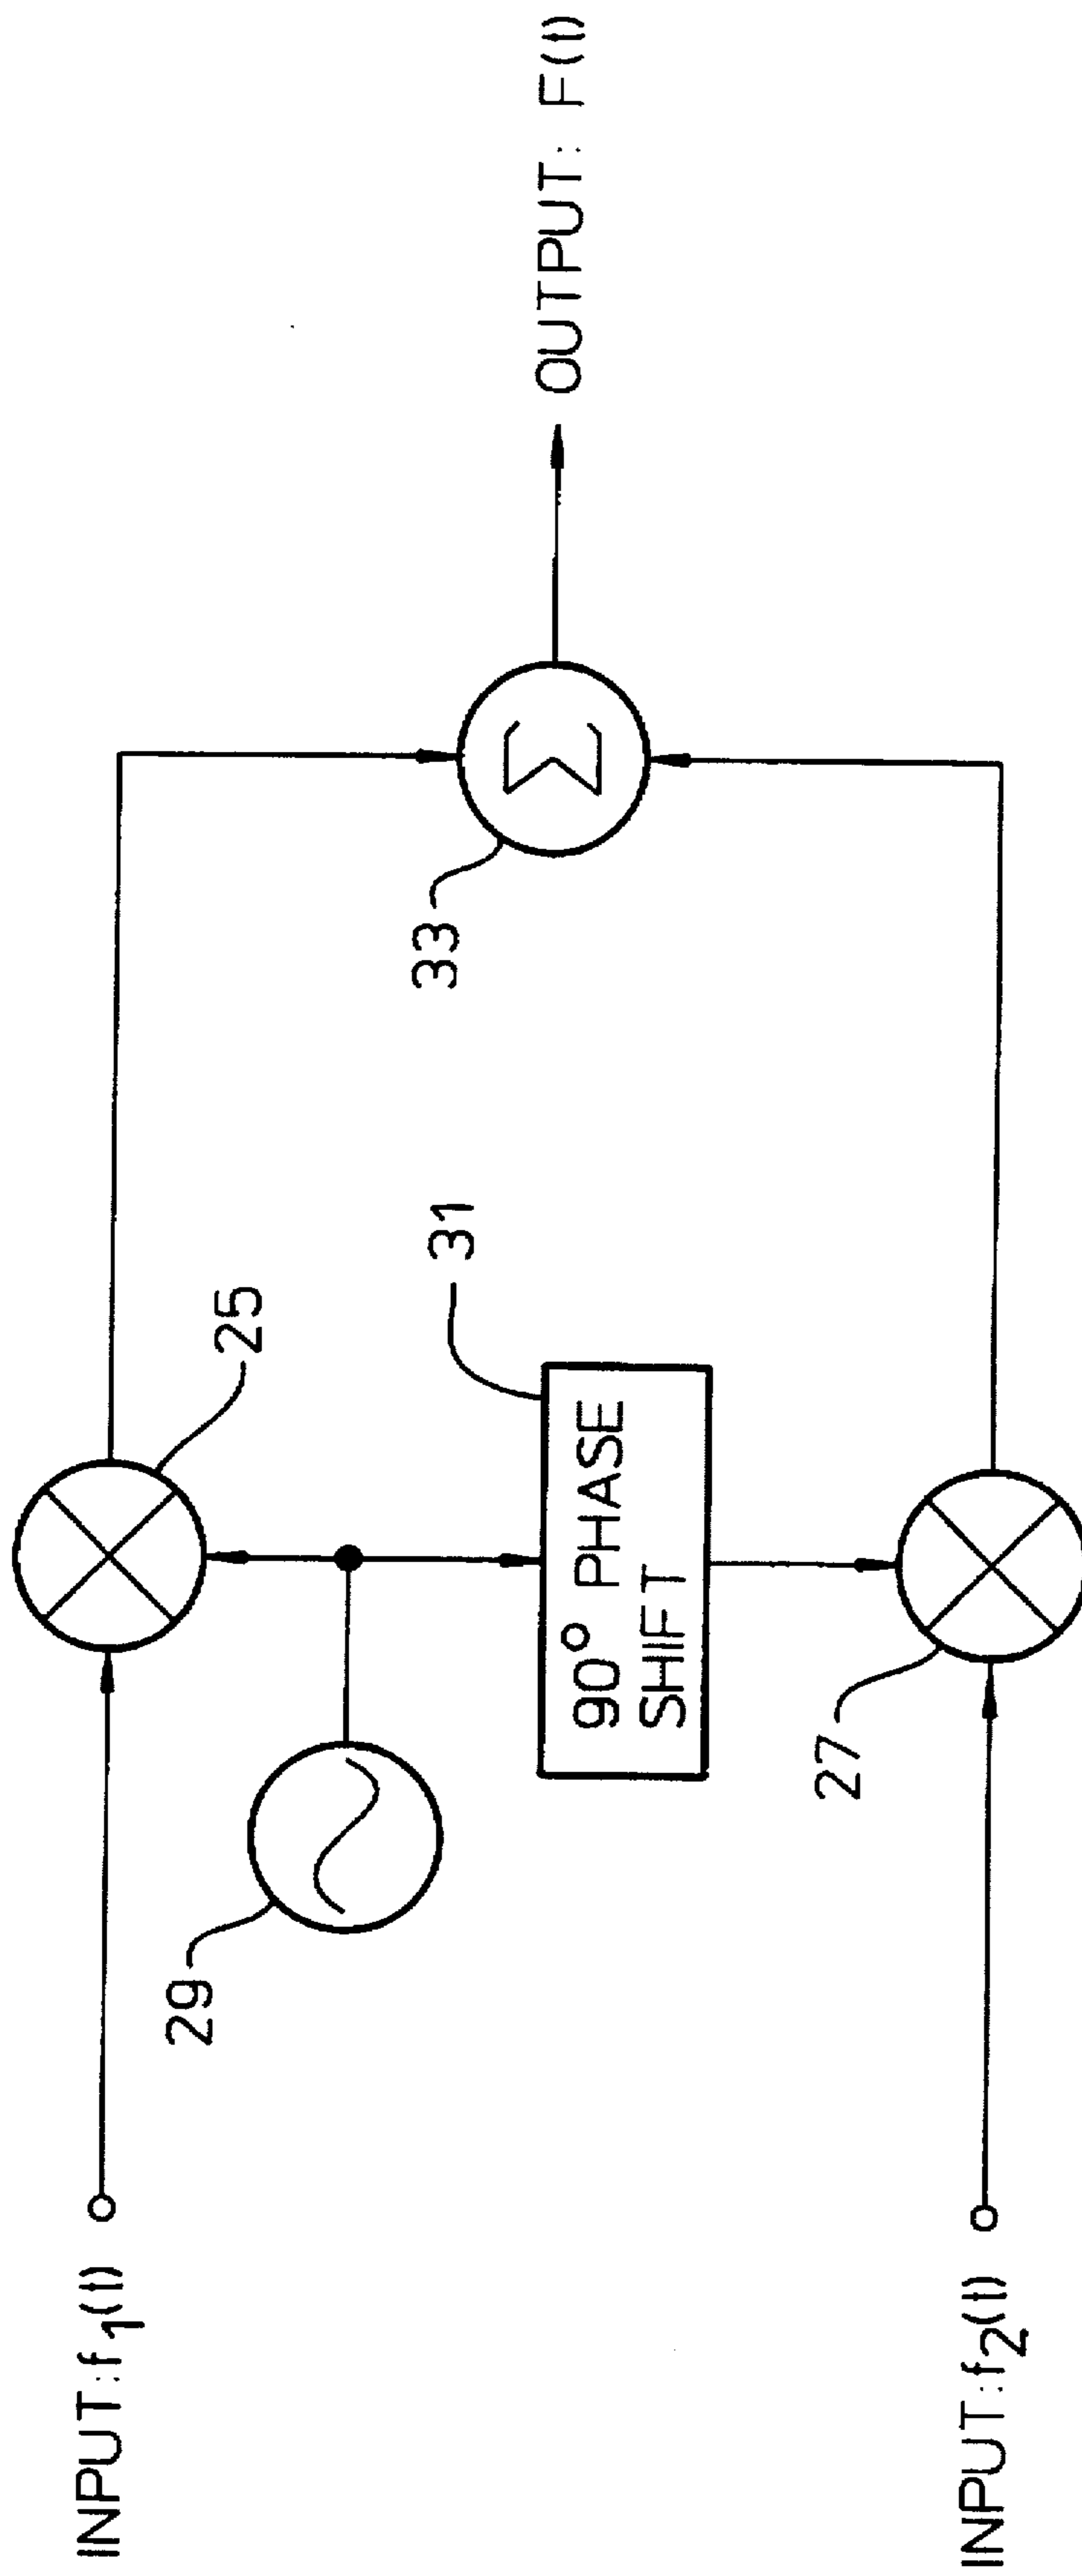 INPUT: f1(t)
29
25
90° PHASE
SHIFT
31
27
INPUT: f2(t)
33
Σ
OUTPUT: F(t)